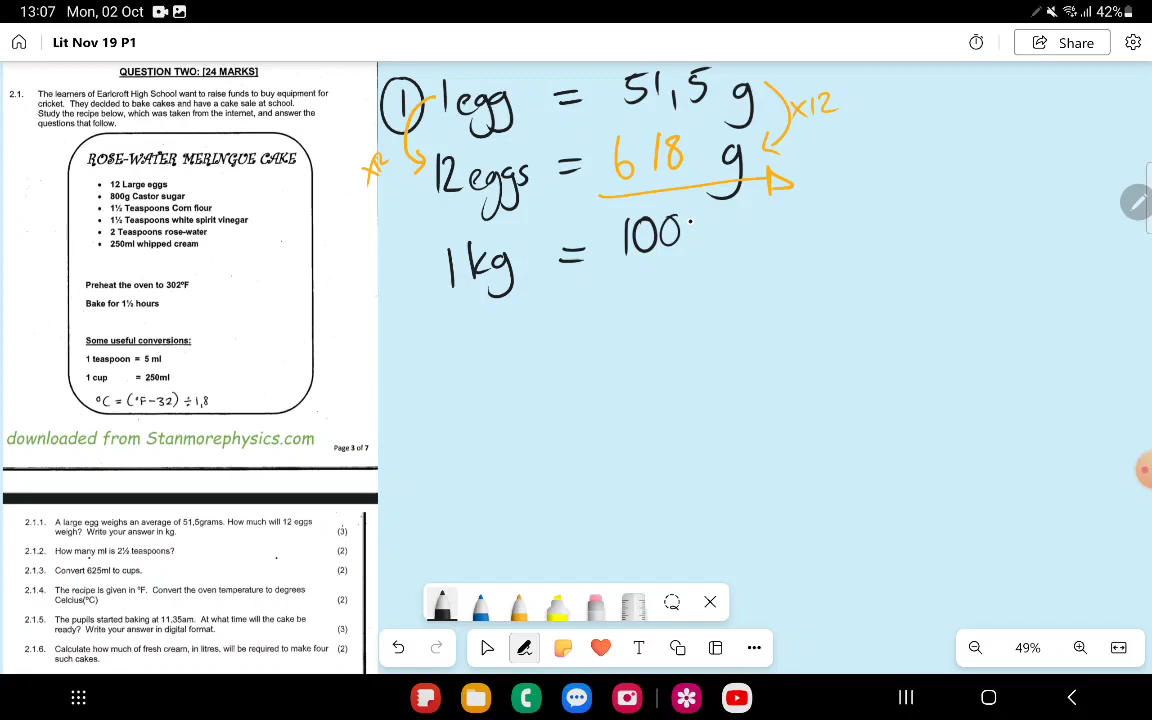 13:07 Mon, 02 Oct 42%
Lit Nov 19 P1
Share
QUESTION TWO: [24 MARKS]
2.1. The learners of Earlcroft High School want to raise funds to buy equipment for
cricket. They decided to bake cakes and have a cake sale at school.
Study the recipe below, which was taken from the internet, and answer the
questions that follow.
ROSE-WATER MERINGUE CAKE
• 12 Large eggs
• 800g Castor sugar
• 1½ Teaspoons Corn flour
• 1½ Teaspoons white spirit vinegar
• 2 Teaspoons rose-water
• 250ml whipped cream
Preheat the oven to 302ºF
Bake for 1½ hours
Some useful conversions:
1 teaspoon = 5 ml
1 cup = 250ml
°C = (°F-32) ÷ 1,8
downloaded from Stanmorephysics.com
Page 3 of 7
2.1.1. A large egg weighs an average of 51,5grams. How much will 12 eggs
weigh? Write your answer in kg. (3)
2.1.2. How many ml is 2½ teaspoons? (2)
2.1.3. Convert 625ml to cups. (2)
2.1.4. The recipe is given in ºF. Convert the oven temperature to degrees
Celcius(ºC) (2)
2.1.5. The pupils started baking at 11,35am. At what time will the cake be
ready? Write your answer in digital format. (3)
2.1.6. Calculate how much of fresh cream, in litres, will be required to make four (2)
such cakes.
1 1 egg = 51,5 g
x12 x12
12 eggs = 618 g
1 kg = 100
49%